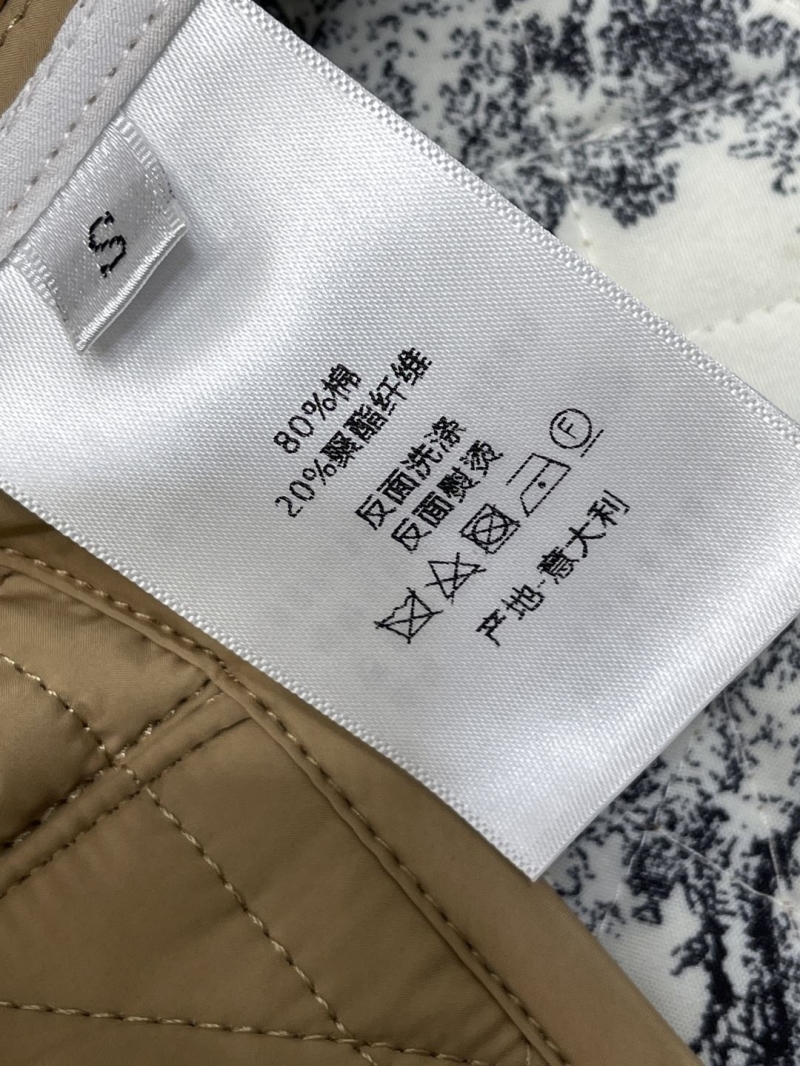 S
80%棉
20%聚酯纤维
反面洗涤
反面熨烫
F
产地-意大利